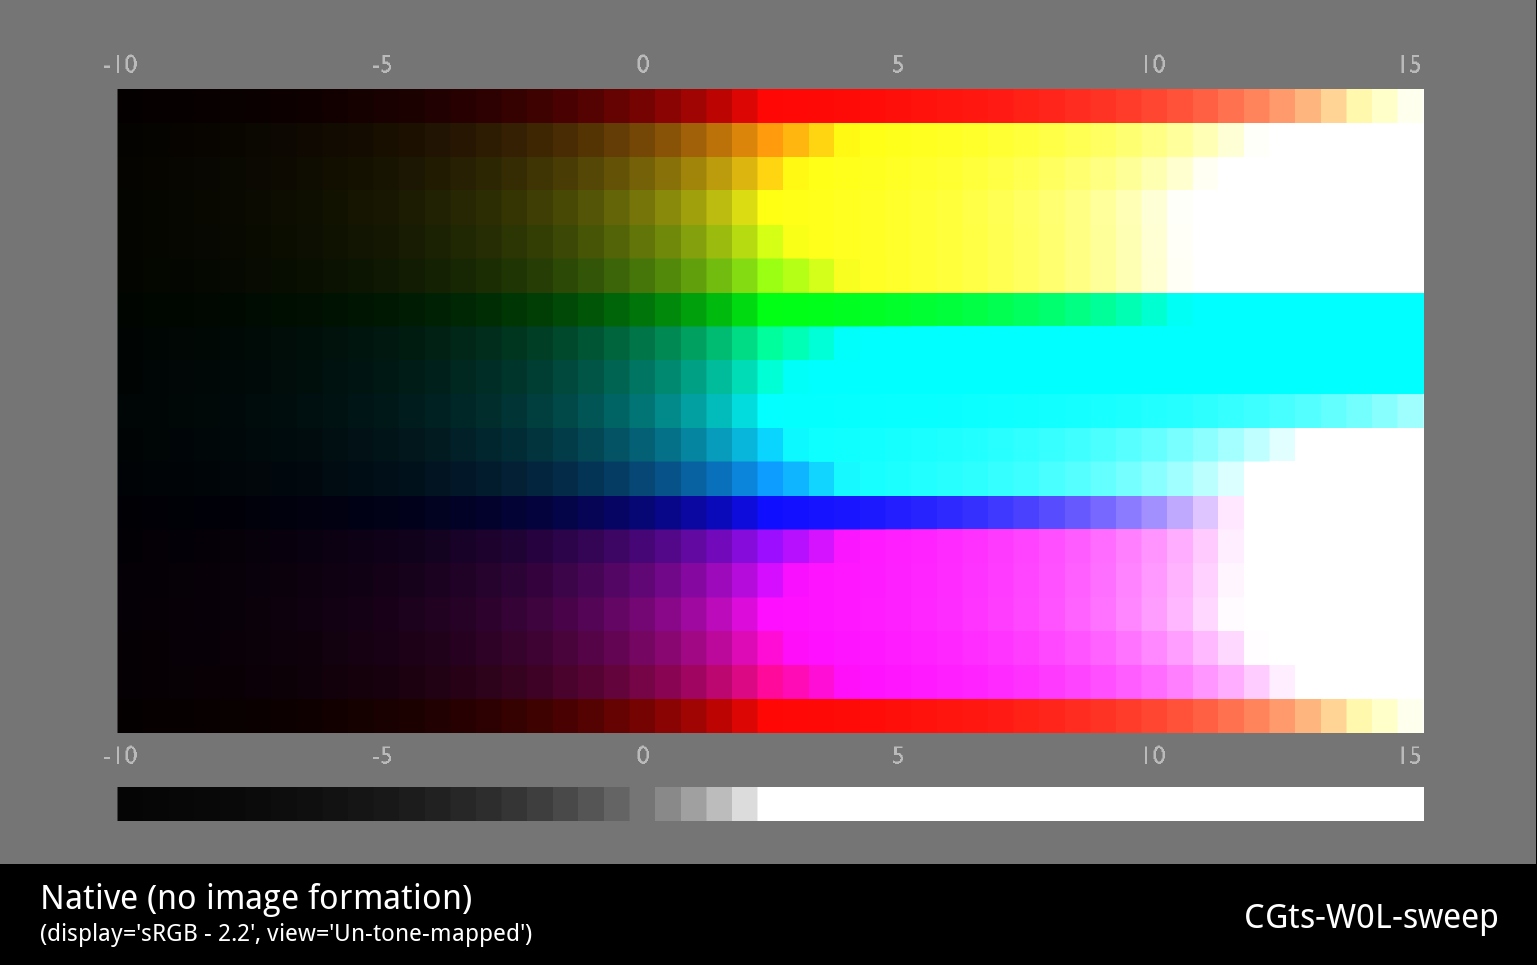 -10 -5 0 5 10 15
-10 -5 0 5 10 15
Native (no image formation)
(display='sRGB - 2.2', view='Un-tone-mapped')
CGts-W0L-sweep